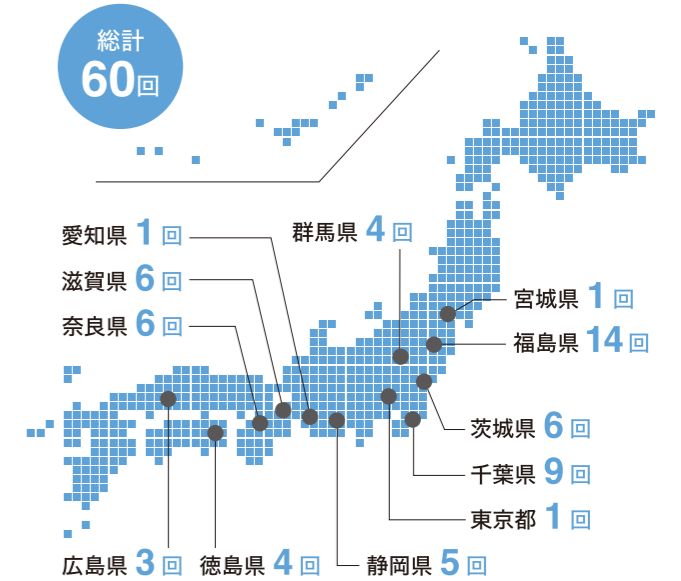 総計
60回
愛知県 1 回
群馬県 4 回
滋賀県 6 回
宮城県 1 回
奈良県 6 回
福島県 14 回
茨城県 6 回
千葉県 9 回
東京都 1 回
広島県 3 回
徳島県 4 回
静岡県 5 回